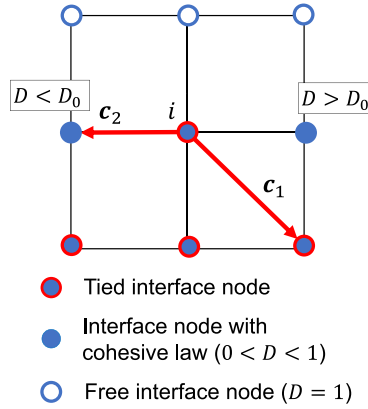 D < D₀
D > D₀
c₂
i
c₁
Tied interface node
Interface node with
cohesive law (0 < D < 1)
Free interface node (D = 1)